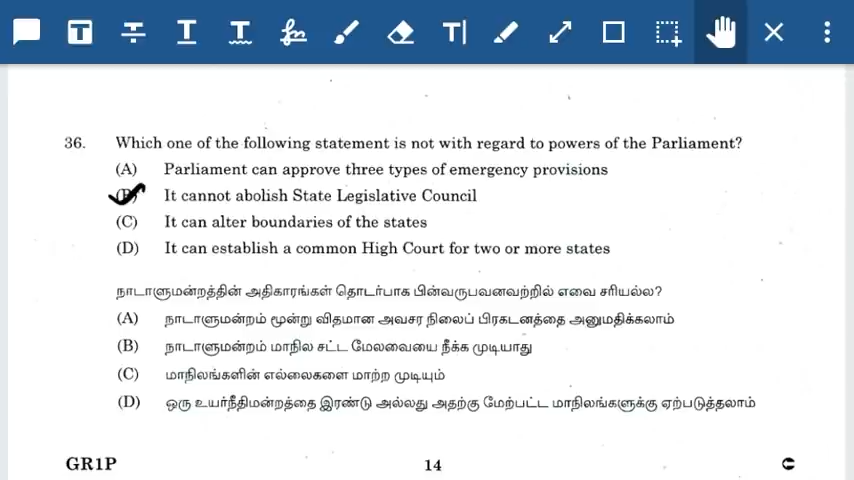 36. Which one of the following statement is not with regard to powers of the Parliament?
(A) Parliament can approve three types of emergency provisions
(B) It cannot abolish State Legislative Council
(C) It can alter boundaries of the states
(D) It can establish a common High Court for two or more states
நாடாளுமன்றத்தின் அதிகாரங்கள் தொடர்பாக பின்வருபவனவற்றில் எவை சரியல்ல?
(A) நாடாளுமன்றம் மூன்று விதமான அவசர நிலைப் பிரகடனத்தை அனுமதிக்கலாம்
(B) நாடாளுமன்றம் மாநில சட்ட மேலவையை நீக்க முடியாது
(C) மாநிலங்களின் எல்லைகளை மாற்ற முடியும்
(D) ஒரு உயர்நீதிமன்றத்தை இரண்டு அல்லது அதற்கு மேற்பட்ட மாநிலங்களுக்கு ஏற்படுத்தலாம்
GR1P 14